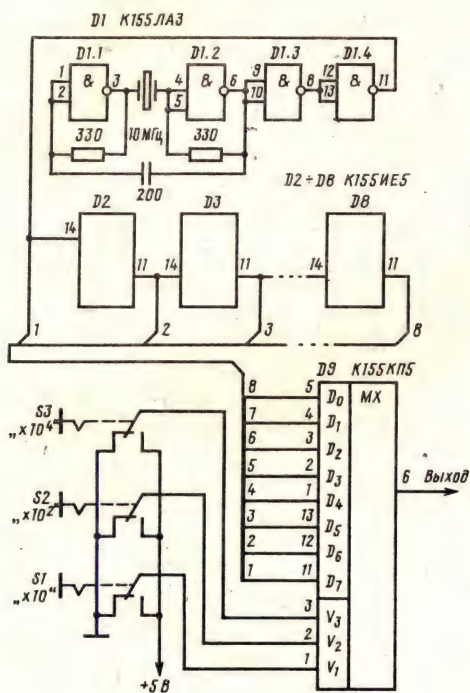 D1 К155ЛА3
D1.1 D1.2 D1.3 D1.4
1 & 3 4 & 6 9 & 8 12 & 11
2 5 10 13
330 10МГц 330
200
D2÷D8 К155ИЕ5
D2 D3 D8
14 11 14 11 14 11
1 2 3 8
D9 К155КП5
8 5 D0 MX
7 4 D1
6 3 D2
5 2 D3
4 1 D4
3 13 D5
2 12 D6
1 11 D7
6 Выход
3 V3
2 V2
1 V1
S3
„×10⁴"
S2
„×10²"
S1
„×10"
+5 В